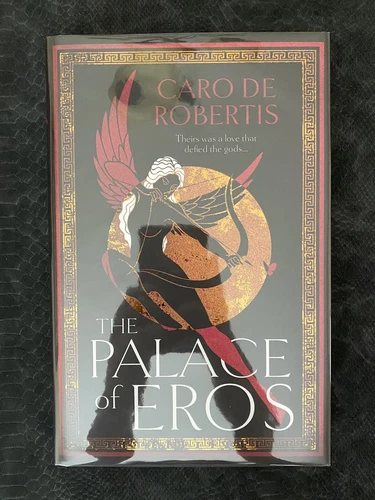 CARO DE
ROBERTIS
Theirs was a love that
defied the gods...
THE
PALACE
of EROS